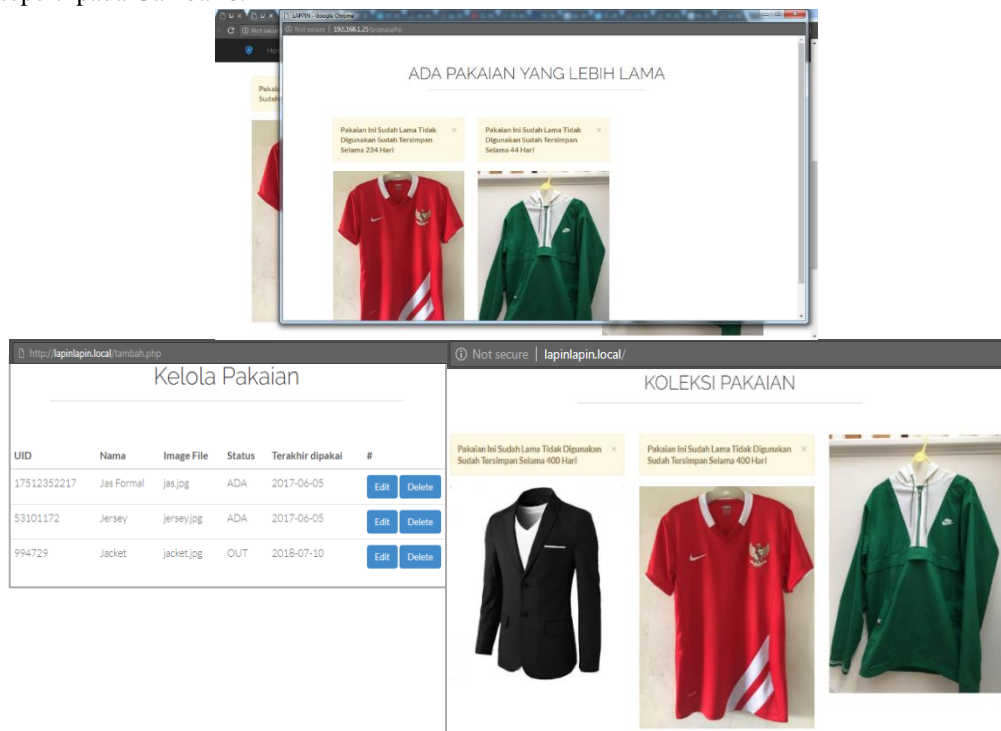 LAPPIN - Google Chrome
Not secure | 192.168.1.25/popup.php
ADA PAKAIAN YANG LEBIH LAMA
Pakaian Ini Sudah Lama Tidak ×
Digunakan Sudah Tersimpan
Selama 234 Hari
Pakaian Ini Sudah Lama Tidak ×
Digunakan Sudah Tersimpan
Selama 44 Hari
http://lapinlapin.local/tambah.php
Kelola Pakaian
UID Nama Image File Status Terakhir dipakai #
17512352217 Jas Formal jas.jpg ADA 2017-06-05 Edit Delete
53101172 Jersey jersey.jpg ADA 2017-06-05 Edit Delete
994729 Jacket jacket.jpg OUT 2018-07-10 Edit Delete
Not secure | lapinlapin.local/
KOLEKSI PAKAIAN
Pakaian Ini Sudah Lama Tidak Digunakan ×
Sudah Tersimpan Selama 400 Hari
Pakaian Ini Sudah Lama Tidak Digunakan ×
Sudah Tersimpan Selama 400 Hari